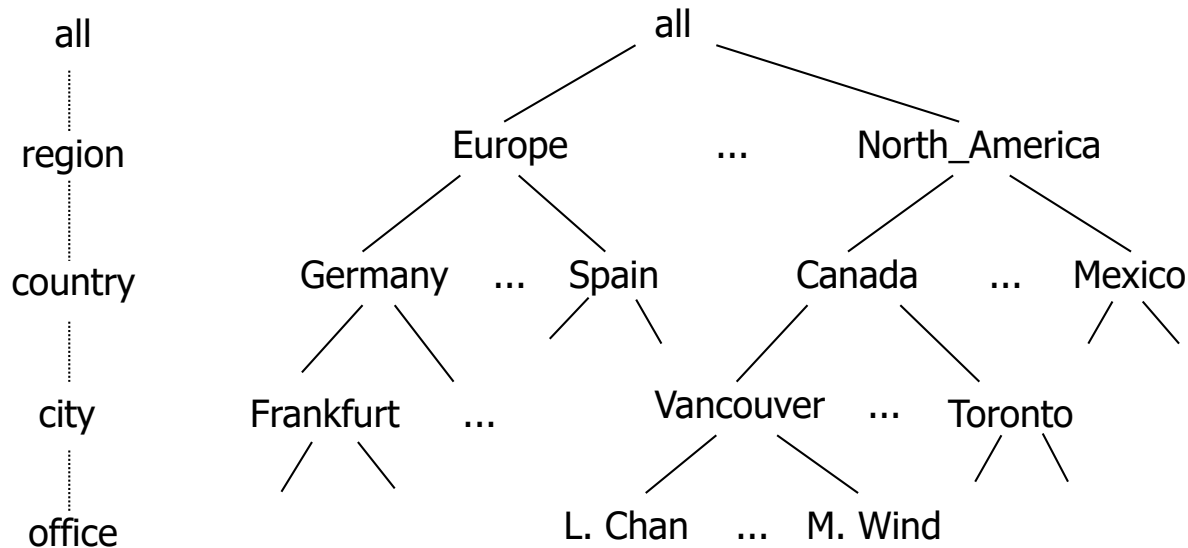 all all
region Europe ... North_America
country Germany ... Spain Canada ... Mexico
city Frankfurt ... Vancouver ... Toronto
office L. Chan ... M. Wind